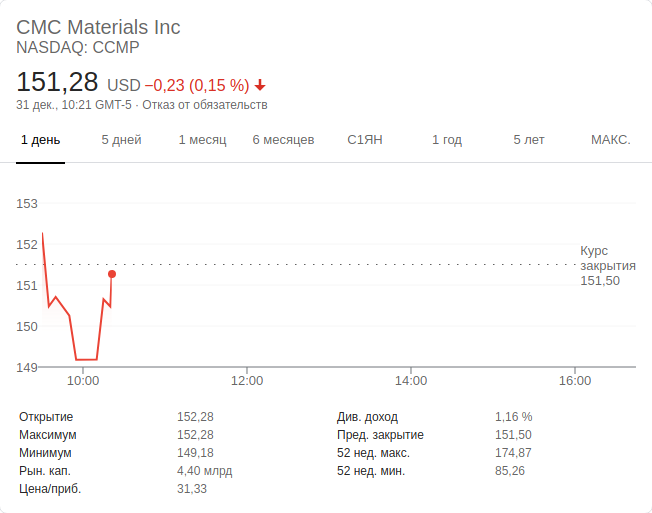 CMC Materials Inc
NASDAQ: CCMP
151,28 USD −0,23 (0,15 %)
31 дек., 10:21 GMT-5 · Отказ от обязательств
1 день 5 дней 1 месяц 6 месяцев С1ЯН 1 год 5 лет МАКС.
153
152
151
150
149
Курс
закрытия
151,50
10:00 12:00 14:00 16:00
Открытие 152,28 Див. доход 1,16 %
Максимум 152,28 Пред. закрытие 151,50
Минимум 149,18 52 нед. макс. 174,87
Рын. кап. 4,40 млрд 52 нед. мин. 85,26
Цена/приб. 31,33